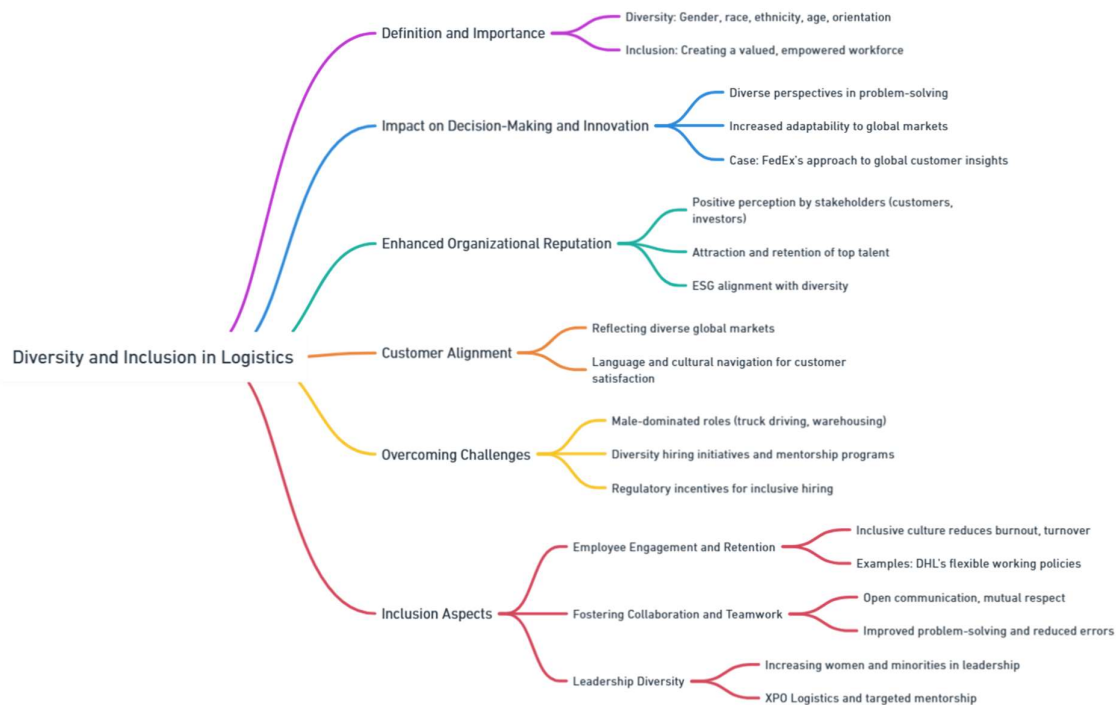 Diversity and Inclusion in Logistics
Definition and Importance
Diversity: Gender, race, ethnicity, age, orientation
Inclusion: Creating a valued, empowered workforce
Impact on Decision-Making and Innovation
Diverse perspectives in problem-solving
Increased adaptability to global markets
Case: FedEx's approach to global customer insights
Enhanced Organizational Reputation
Positive perception by stakeholders (customers,
investors)
Attraction and retention of top talent
ESG alignment with diversity
Customer Alignment
Reflecting diverse global markets
Language and cultural navigation for customer
satisfaction
Overcoming Challenges
Male-dominated roles (truck driving, warehousing)
Diversity hiring initiatives and mentorship programs
Regulatory incentives for inclusive hiring
Inclusion Aspects
Employee Engagement and Retention
Inclusive culture reduces burnout, turnover
Examples: DHL's flexible working policies
Fostering Collaboration and Teamwork
Open communication, mutual respect
Improved problem-solving and reduced errors
Leadership Diversity
Increasing women and minorities in leadership
XPO Logistics and targeted mentorship